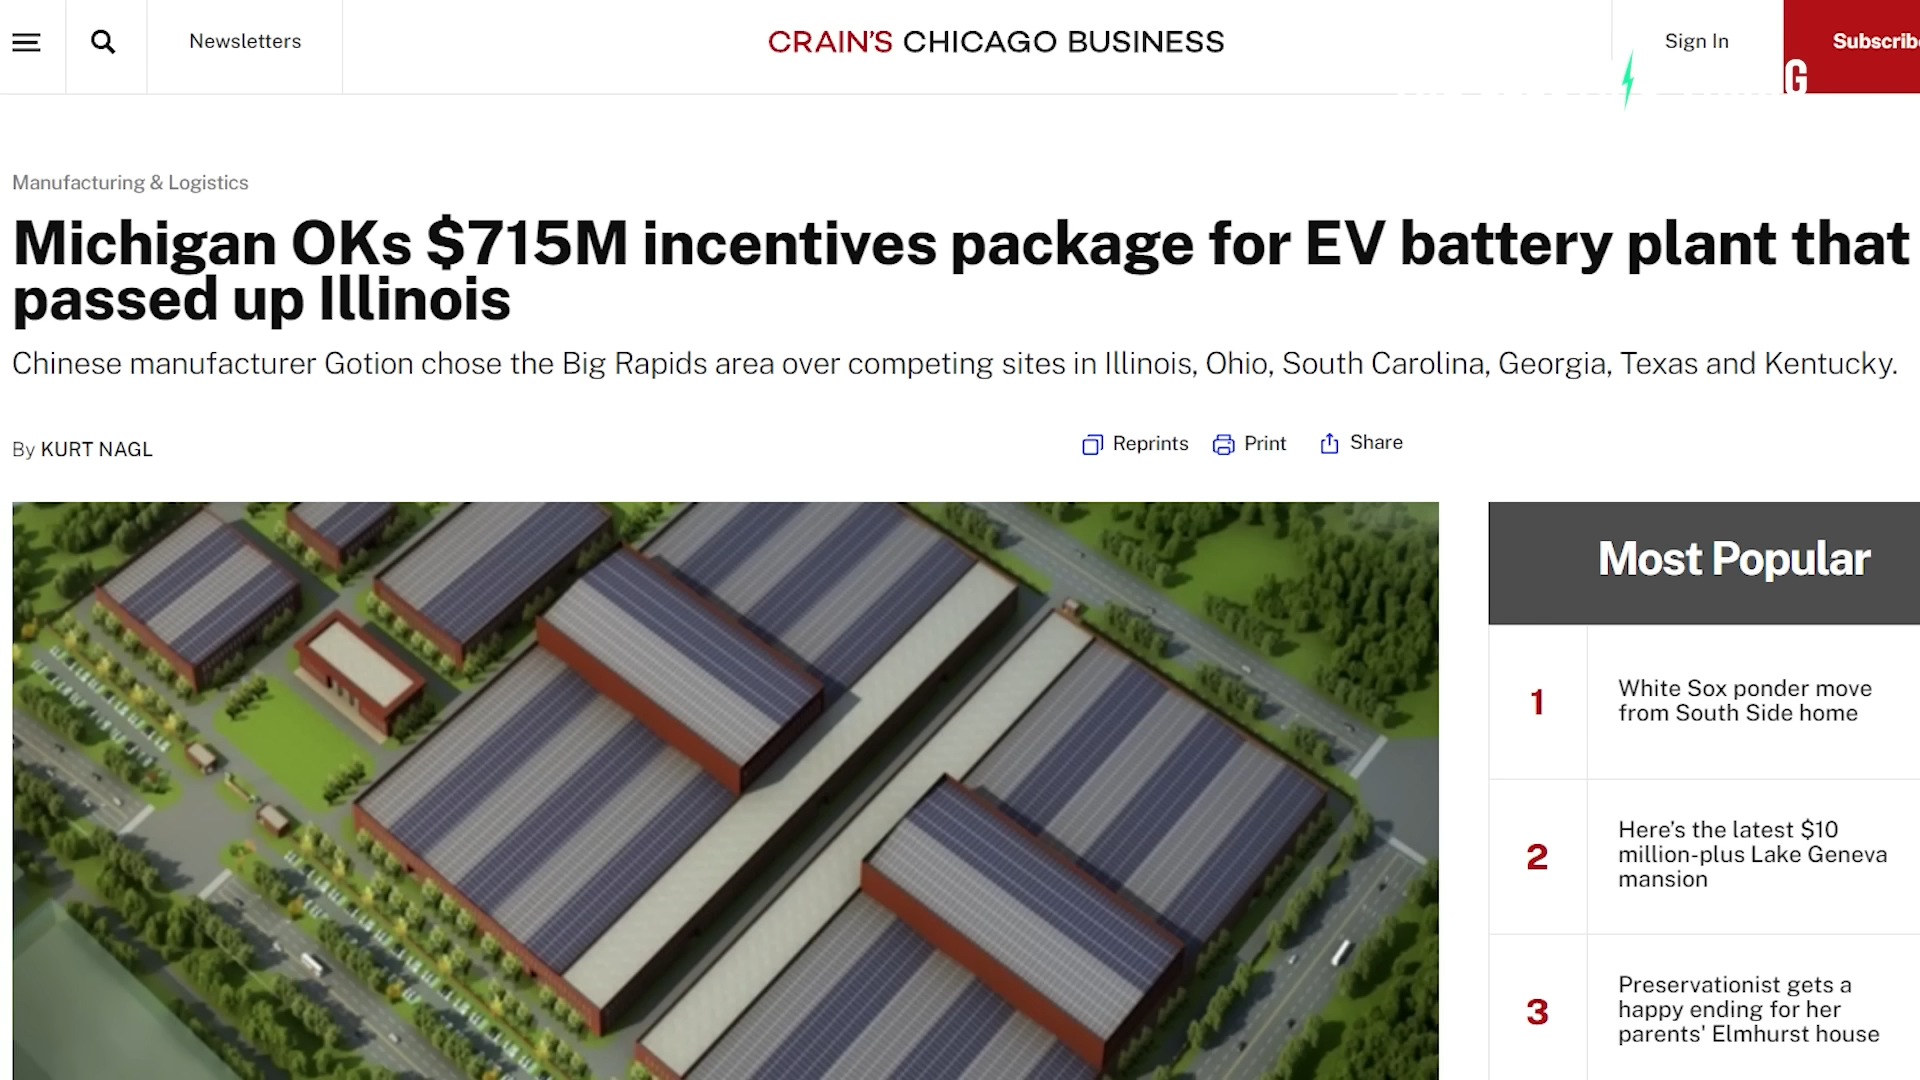 Newsletters
CRAIN'S CHICAGO BUSINESS
Sign In
Subscribe
G
Manufacturing & Logistics
Michigan OKs $715M incentives package for EV battery plant that
passed up Illinois
Chinese manufacturer Gotion chose the Big Rapids area over competing sites in Illinois, Ohio, South Carolina, Georgia, Texas and Kentucky.
By KURT NAGL
Reprints
Print
Share
Most Popular
1
White Sox ponder move
from South Side home
2
Here's the latest $10
million-plus Lake Geneva
mansion
3
Preservationist gets a
happy ending for her
parents' Elmhurst house